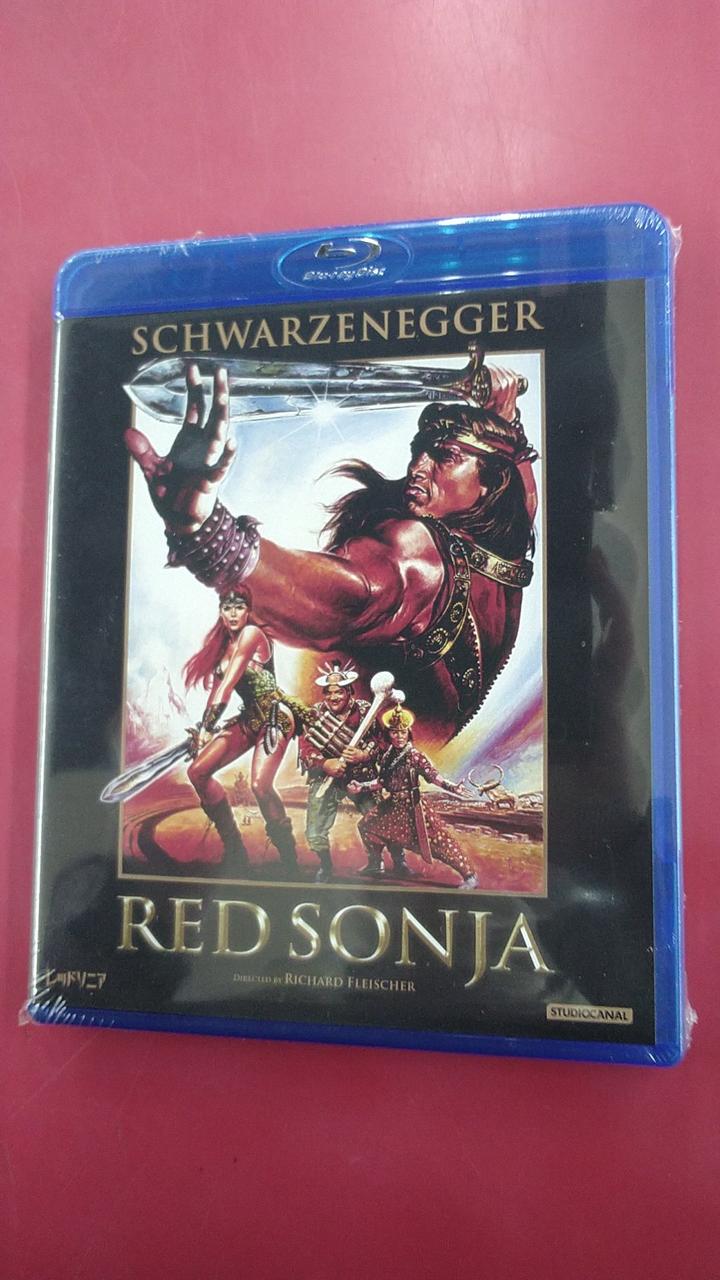 Blu-ray Disc
SCHWARZENEGGER
RED SONJA
DIRECTED BY RICHARD FLEISCHER
レッドソニア
STUDIOCANAL